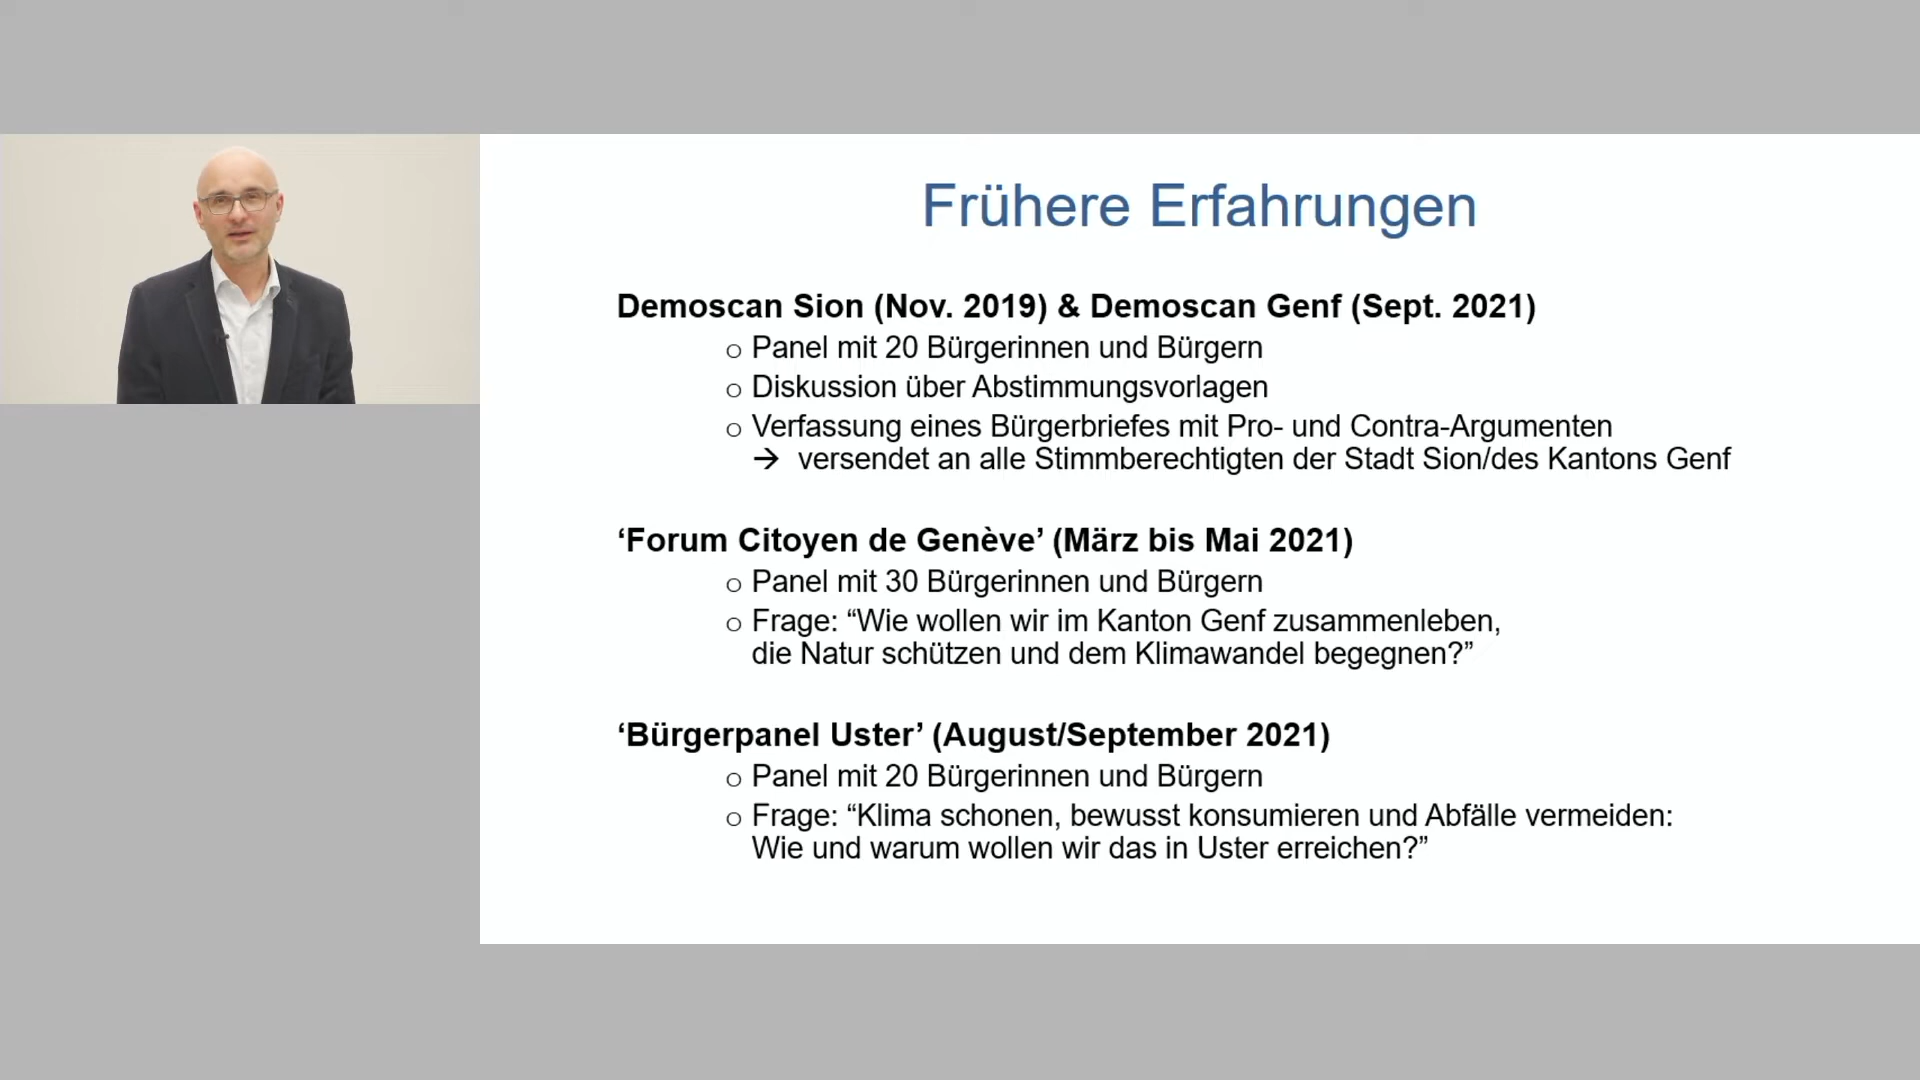 Frühere Erfahrungen
Demoscan Sion (Nov. 2019) & Demoscan Genf (Sept. 2021)
o Panel mit 20 Bürgerinnen und Bürgern
o Diskussion über Abstimmungsvorlagen
o Verfassung eines Bürgerbriefes mit Pro- und Contra-Argumenten
→ versendet an alle Stimmberechtigten der Stadt Sion/des Kantons Genf
‘Forum Citoyen de Genève’ (März bis Mai 2021)
o Panel mit 30 Bürgerinnen und Bürgern
o Frage: “Wie wollen wir im Kanton Genf zusammenleben,
die Natur schützen und dem Klimawandel begegnen?”
‘Bürgerpanel Uster’ (August/September 2021)
o Panel mit 20 Bürgerinnen und Bürgern
o Frage: “Klima schonen, bewusst konsumieren und Abfälle vermeiden:
Wie und warum wollen wir das in Uster erreichen?”